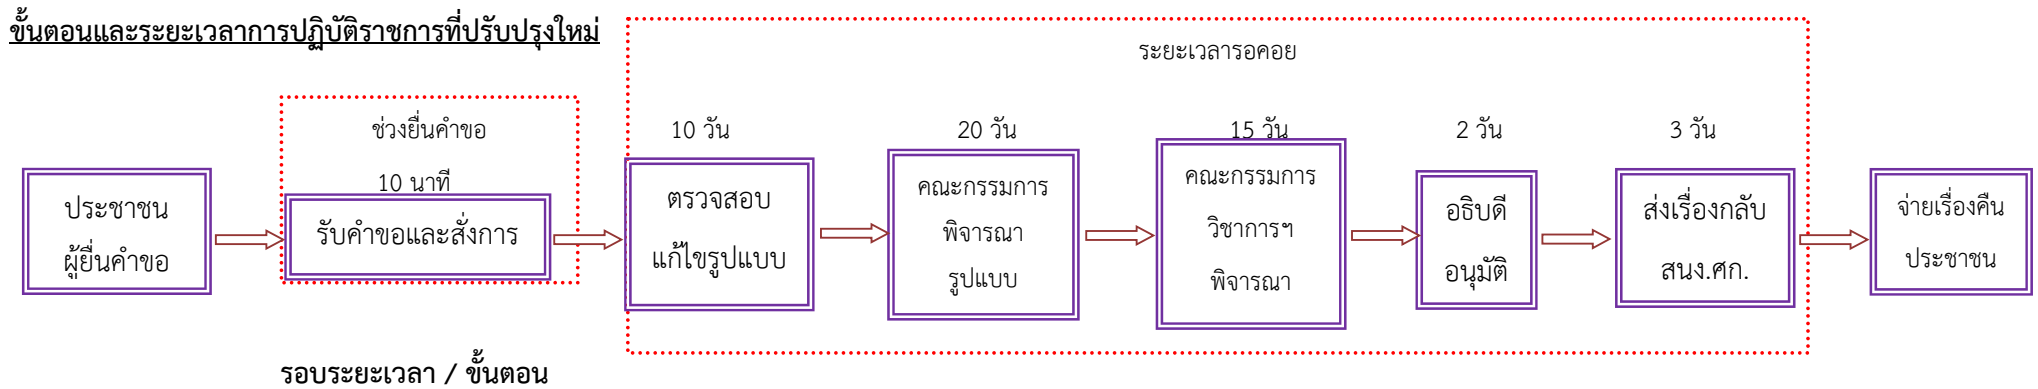 ขั้นตอนและระยะเวลาการปฏิบัติราชการที่ปรับปรุงใหม่
ระยะเวลารอคอย
ช่วงยื่นคำขอ
10 นาที
10 วัน
20 วัน
15 วัน
2 วัน
3 วัน
ประชาชน
ผู้ยื่นคำขอ
รับคำขอและสั่งการ
ตรวจสอบ
แก้ไขรูปแบบ
คณะกรรมการ
พิจารณา
รูปแบบ
คณะกรรมการ
วิชาการฯ
พิจารณา
อธิบดี
อนุมัติ
ส่งเรื่องกลับ
สนง.ศก.
จ่ายเรื่องคืน
ประชาชน
รอบระยะเวลา / ขั้นตอน